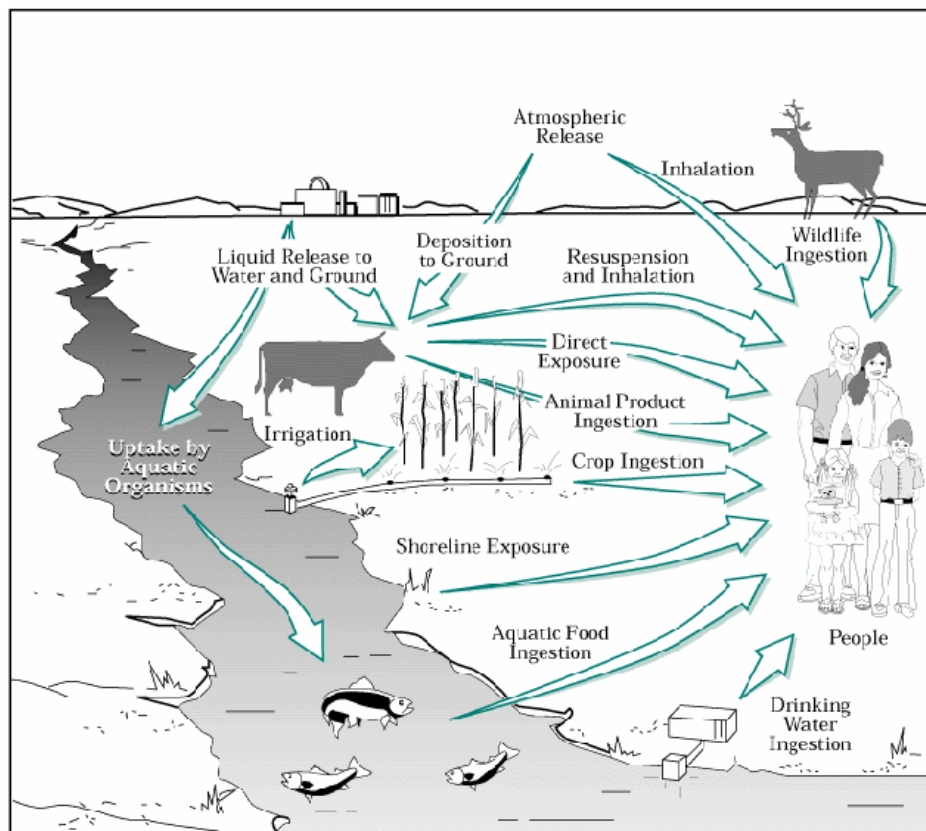 Atmospheric
Release
Inhalation
Wildlife
Ingestion
Liquid Release to
Water and Ground
Deposition
to Ground
Resuspension
and Inhalation
Direct
Exposure
Animal Product
Ingestion
Irrigation
Crop Ingestion
Uptake by
Aquatic
Organisms
Shoreline Exposure
Aquatic Food
Ingestion
People
Drinking
Water
Ingestion